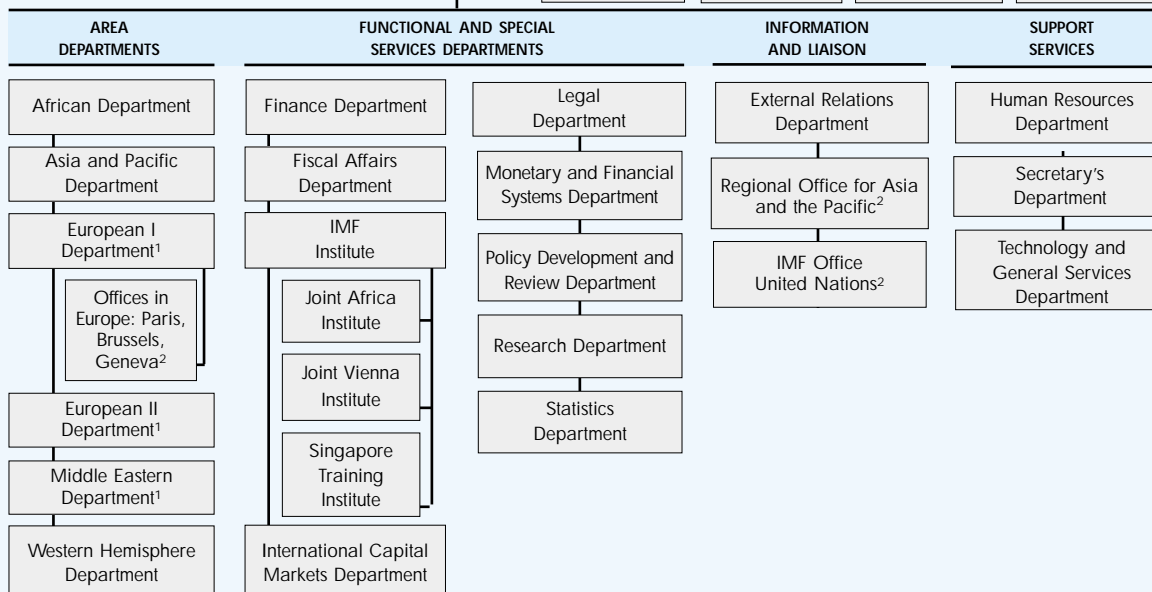 AREA
DEPARTMENTS
FUNCTIONAL AND SPECIAL
SERVICES DEPARTMENTS
INFORMATION
AND LIAISON
SUPPORT
SERVICES
African Department
Asia and Pacific
Department
European I
Department¹
Offices in
Europe: Paris,
Brussels,
Geneva²
European II
Department¹
Middle Eastern
Department¹
Western Hemisphere
Department
Finance Department
Fiscal Affairs
Department
IMF
Institute
Joint Africa
Institute
Joint Vienna
Institute
Singapore
Training
Institute
International Capital
Markets Department
Legal
Department
Monetary and Financial
Systems Department
Policy Development and
Review Department
Research Department
Statistics
Department
External Relations
Department
Regional Office for Asia
and the Pacific²
IMF Office
United Nations²
Human Resources
Department
Secretary's
Department
Technology and
General Services
Department